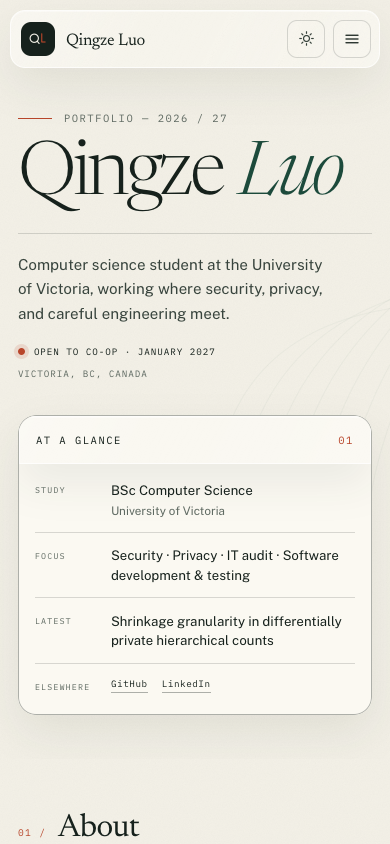 QL
Qingze Luo
PORTFOLIO — 2026 / 27
Qingze Luo
Computer science student at the University
of Victoria, working where security, privacy,
and careful engineering meet.
OPEN TO CO-OP · JANUARY 2027
VICTORIA, BC, CANADA
AT A GLANCE 01
STUDY BSc Computer Science
University of Victoria
FOCUS Security · Privacy · IT audit · Software
development & testing
LATEST Shrinkage granularity in differentially
private hierarchical counts
ELSEWHERE GitHub LinkedIn
01 / About